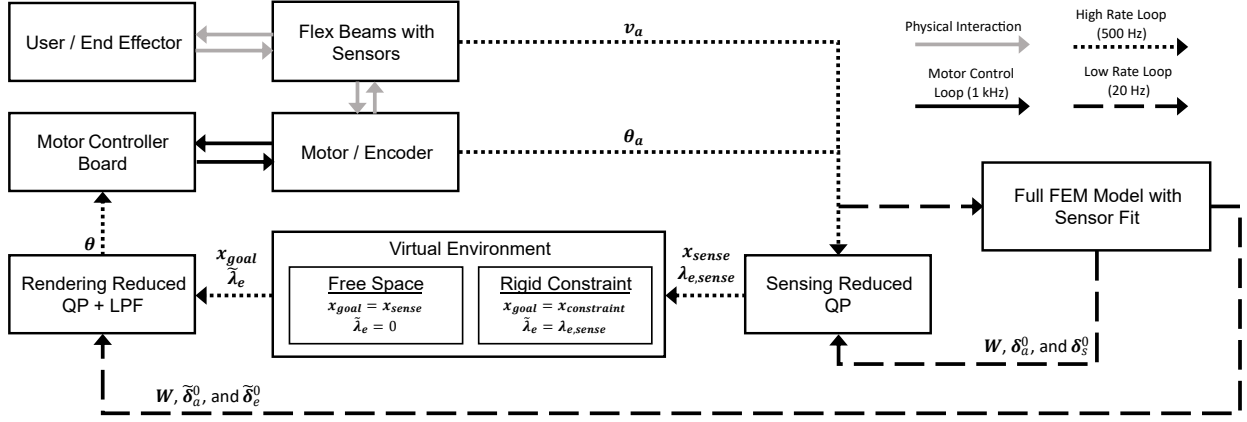 User / End Effector
Flex Beams with
Sensors
𝒗ₐ
Physical Interaction
High Rate Loop
(500 Hz)
Motor Control
Loop (1 kHz)
Low Rate Loop
(20 Hz)
Motor Controller
Board
Motor / Encoder
𝜽ₐ
Full FEM Model with
Sensor Fit
𝜽
Virtual Environment
x_goal
λ̃_e
x_sense
λ_e,sense
Rendering Reduced
QP + LPF
Free Space
x_goal = x_sense
λ̃_e = 0
Rigid Constraint
x_goal = x_constraint
λ̃_e = λ_e,sense
Sensing Reduced
QP
W, δ_a^0, and δ_s^0
W, δ̃_a^0, and δ̃_e^0